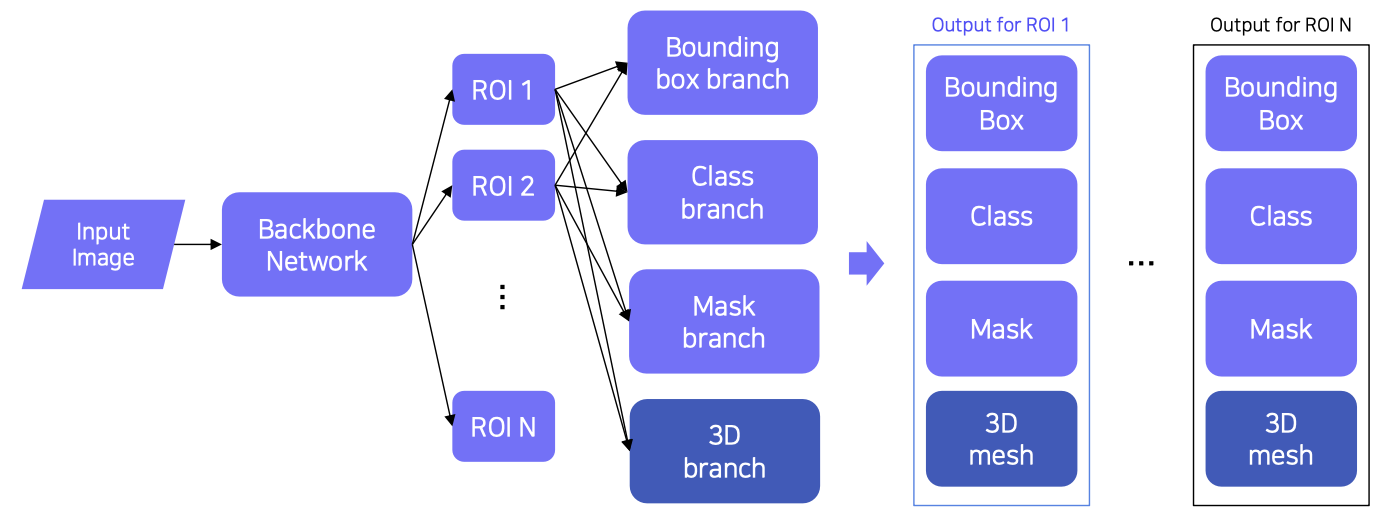 Input
Image
Backbone
Network
ROI 1
ROI 2
⋮
ROI N
Bounding
box branch
Class
branch
Mask
branch
3D
branch
Output for ROI 1
Bounding
Box
Class
Mask
3D
mesh
...
Output for ROI N
Bounding
Box
Class
Mask
3D
mesh